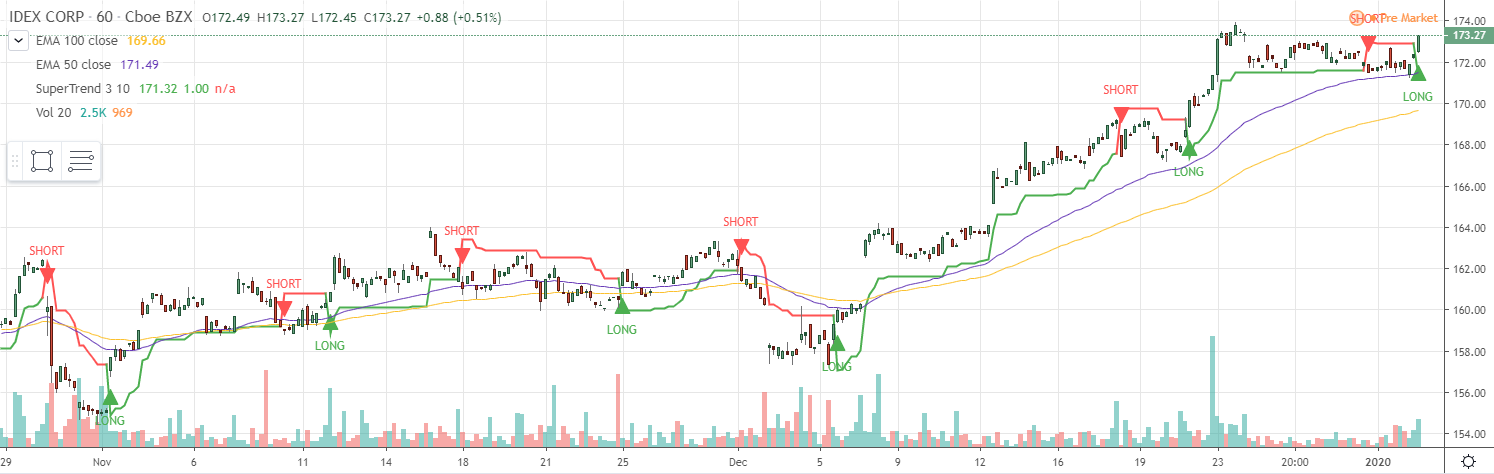 IDEX CORP · 60 · Cboe BZX O172.49 H173.27 L172.45 C173.27 +0.88 (+0.51%)
EMA 100 close 169.66
EMA 50 close 171.49
SuperTrend 3 10 171.32 1.00 n/a
Vol 20 2.5K 969
SHORT
Pre Market
174.00
173.27
172.00
LONG
SHORT
170.00
168.00
LONG
166.00
SHORT
164.00
SHORT
SHORT
162.00
SHORT
160.00
LONG
LONG
158.00
LONG
156.00
LONG
154.00
29 Nov 6 11 14 18 21 25 Dec 5 9 13 16 19 23 20:00 2020